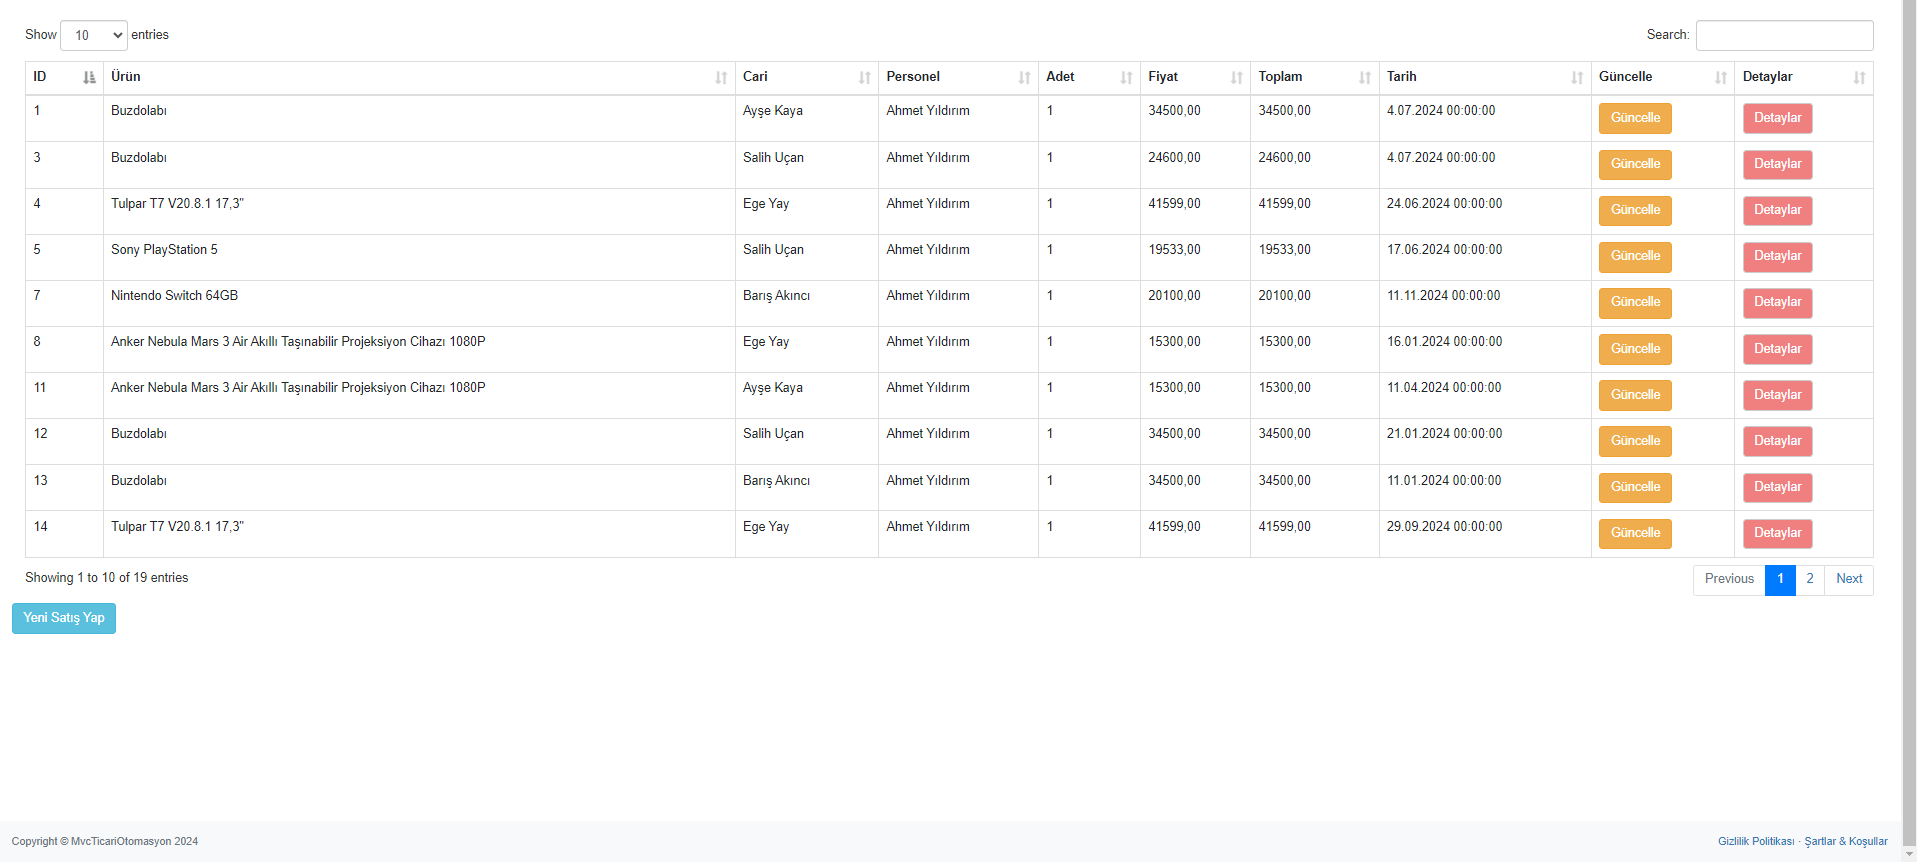 Show 10 entries Search:
ID Ürün Cari Personel Adet Fiyat Toplam Tarih Güncelle Detaylar
1 Buzdolabı Ayşe Kaya Ahmet Yıldırım 1 34500,00 34500,00 4.07.2024 00:00:00 Güncelle Detaylar
3 Buzdolabı Salih Uçan Ahmet Yıldırım 1 24600,00 24600,00 4.07.2024 00:00:00 Güncelle Detaylar
4 Tulpar T7 V20.8.1 17,3" Ege Yay Ahmet Yıldırım 1 41599,00 41599,00 24.06.2024 00:00:00 Güncelle Detaylar
5 Sony PlayStation 5 Salih Uçan Ahmet Yıldırım 1 19533,00 19533,00 17.06.2024 00:00:00 Güncelle Detaylar
7 Nintendo Switch 64GB Barış Akıncı Ahmet Yıldırım 1 20100,00 20100,00 11.11.2024 00:00:00 Güncelle Detaylar
8 Anker Nebula Mars 3 Air Akıllı Taşınabilir Projeksiyon Cihazı 1080P Ege Yay Ahmet Yıldırım 1 15300,00 15300,00 16.01.2024 00:00:00 Güncelle Detaylar
11 Anker Nebula Mars 3 Air Akıllı Taşınabilir Projeksiyon Cihazı 1080P Ayşe Kaya Ahmet Yıldırım 1 15300,00 15300,00 11.04.2024 00:00:00 Güncelle Detaylar
12 Buzdolabı Salih Uçan Ahmet Yıldırım 1 34500,00 34500,00 21.01.2024 00:00:00 Güncelle Detaylar
13 Buzdolabı Barış Akıncı Ahmet Yıldırım 1 34500,00 34500,00 11.01.2024 00:00:00 Güncelle Detaylar
14 Tulpar T7 V20.8.1 17,3" Ege Yay Ahmet Yıldırım 1 41599,00 41599,00 29.09.2024 00:00:00 Güncelle Detaylar
Showing 1 to 10 of 19 entries Previous 1 2 Next
Yeni Satış Yap
Copyright © MvcTicariOtomasyon 2024 Gizlilik Politikası · Şartlar & Koşullar